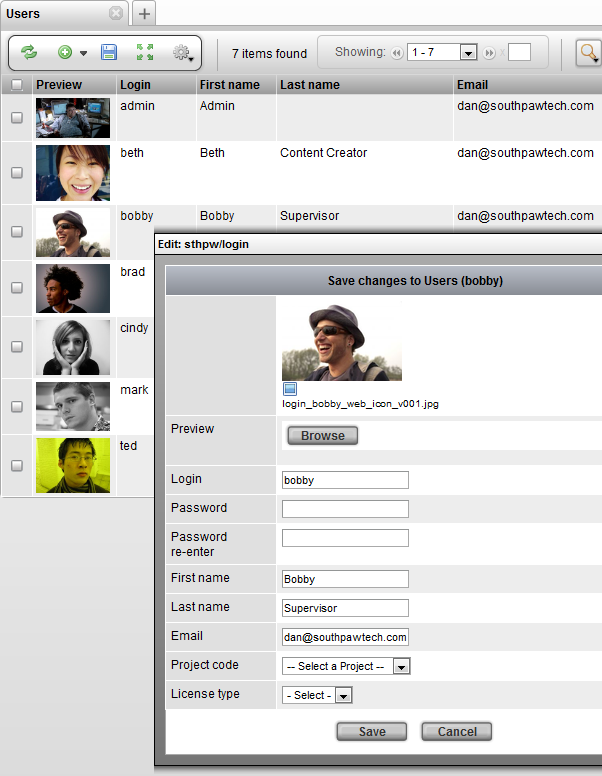 Users
7 items found Showing: 1 - 7
Preview Login First name Last name Email
admin Admin dan@southpawtech.com
beth Beth Content Creator dan@southpawtech.com
bobby Bobby Supervisor dan@southpawtech.com
brad
cindy
mark
ted
Edit: sthpw/login
Save changes to Users (bobby)
login_bobby_web_icon_v001.jpg
Preview Browse
Login bobby
Password
Password
re-enter
First name Bobby
Last name Supervisor
Email dan@southpawtech.com
Project code -- Select a Project --
License type - Select -
Save Cancel